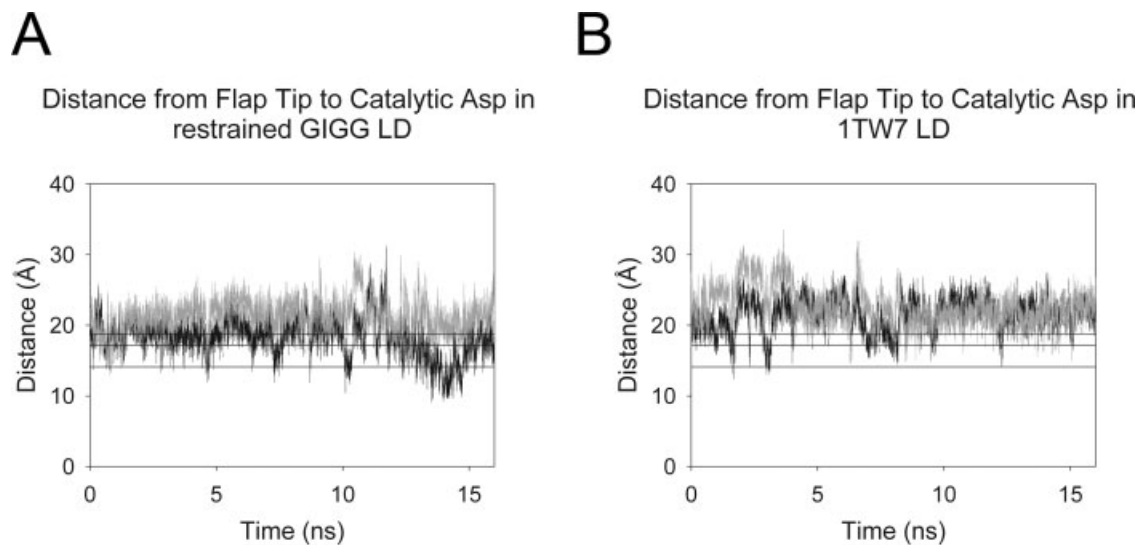 A
Distance from Flap Tip to Catalytic Asp in
restrained GIGG LD
Distance (Å)
40
30
20
10
0
0 5 10 15
Time (ns)
B
Distance from Flap Tip to Catalytic Asp in
1TW7 LD
Distance (Å)
40
30
20
10
0
0 5 10 15
Time (ns)